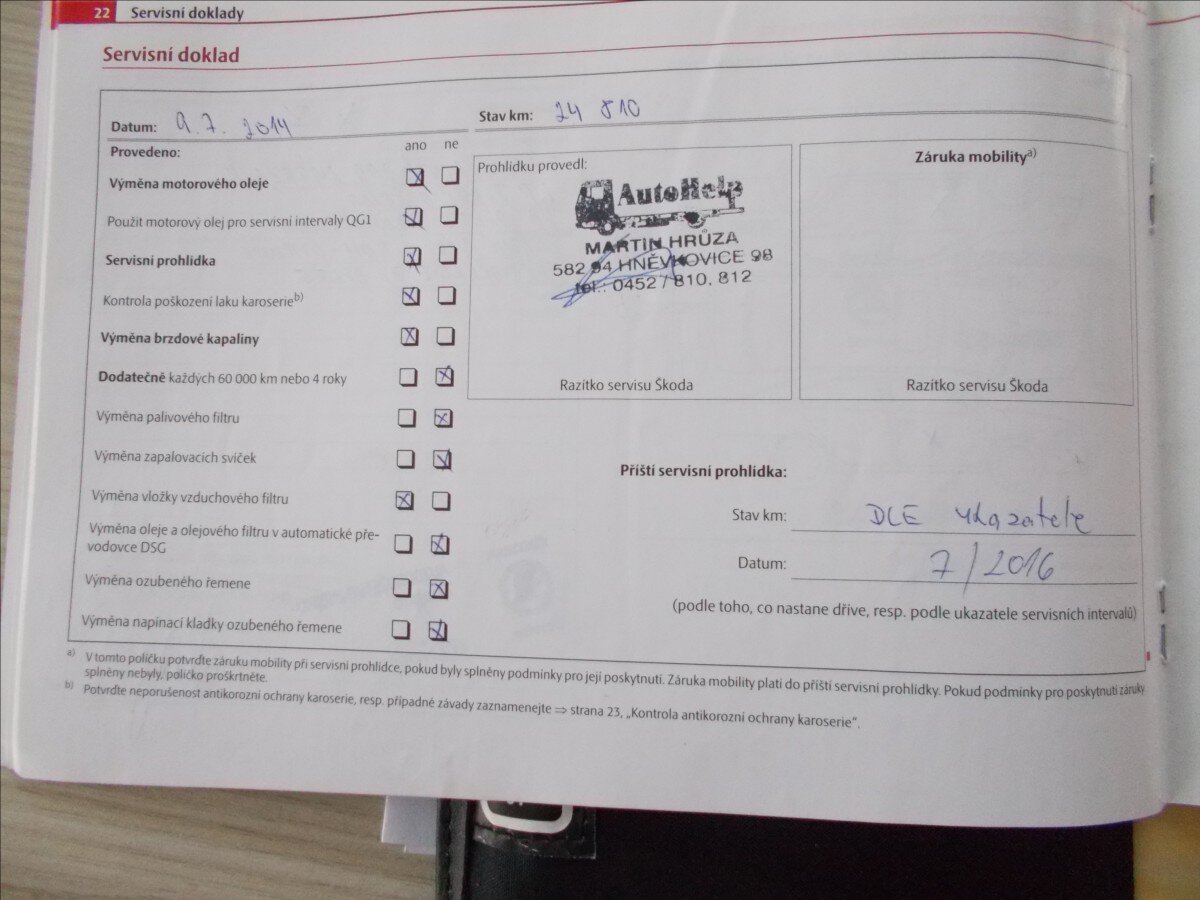 22 Servisní doklady
Servisní doklad
Datum: 9. 7. 2014
Stav km: 24 810
Provedeno: ano ne
Výměna motorového oleje
Použit motorový olej pro servisní intervaly QG1
Servisní prohlídka
Kontrola poškození laku karoserie b)
Výměna brzdové kapaliny
Dodatečně každých 60 000 km nebo 4 roky
Výměna palivového filtru
Výměna zapalovacích svíček
Výměna vložky vzduchového filtru
Výměna oleje a olejového filtru v automatické pře-
vodovce DSG
Výměna ozubeného řemene
Výměna napínací kladky ozubeného řemene
Prohlídku provedl:
AutoHelp
MARTIN HRŮZA
582 94 HNĚVKOVICE 98
tel.: 0452 / 810, 812
Razítko servisu Škoda
Záruka mobility a)
Razítko servisu Škoda
Příští servisní prohlídka:
Stav km: DLE ukazatele
Datum: 7/2016
(podle toho, co nastane dříve, resp. podle ukazatele servisních intervalů)
a) V tomto políčku potvrďte záruku mobility při servisní prohlídce, pokud byly splněny podmínky pro její poskytnutí. Záruka mobility platí do příští servisní prohlídky. Pokud podmínky pro poskytnutí záruky
splněny nebyly, políčko proškrtněte.
b) Potvrďte neporušenost antikorozní ochrany karoserie, resp. případné závady zaznamenejte ⇒ strana 23, „Kontrola antikorozní ochrany karoserie“.